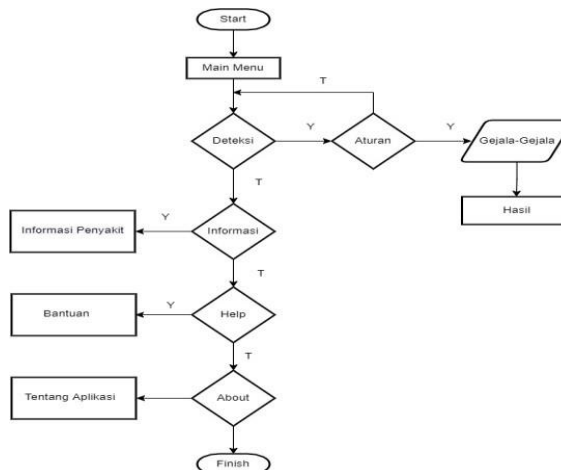 Start
Main Menu
T
Deteksi
Y
Aturan
Y
Gejala-Gejala
T
Hasil
Informasi Penyakit
Y
Informasi
T
Bantuan
Y
Help
T
Tentang Aplikasi
About
Finish